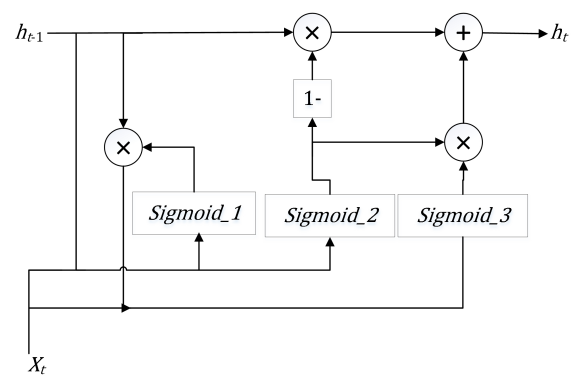 h_{t-1}
×
+
h_t
1-
×
×
Sigmoid_1
Sigmoid_2
Sigmoid_3
X_t